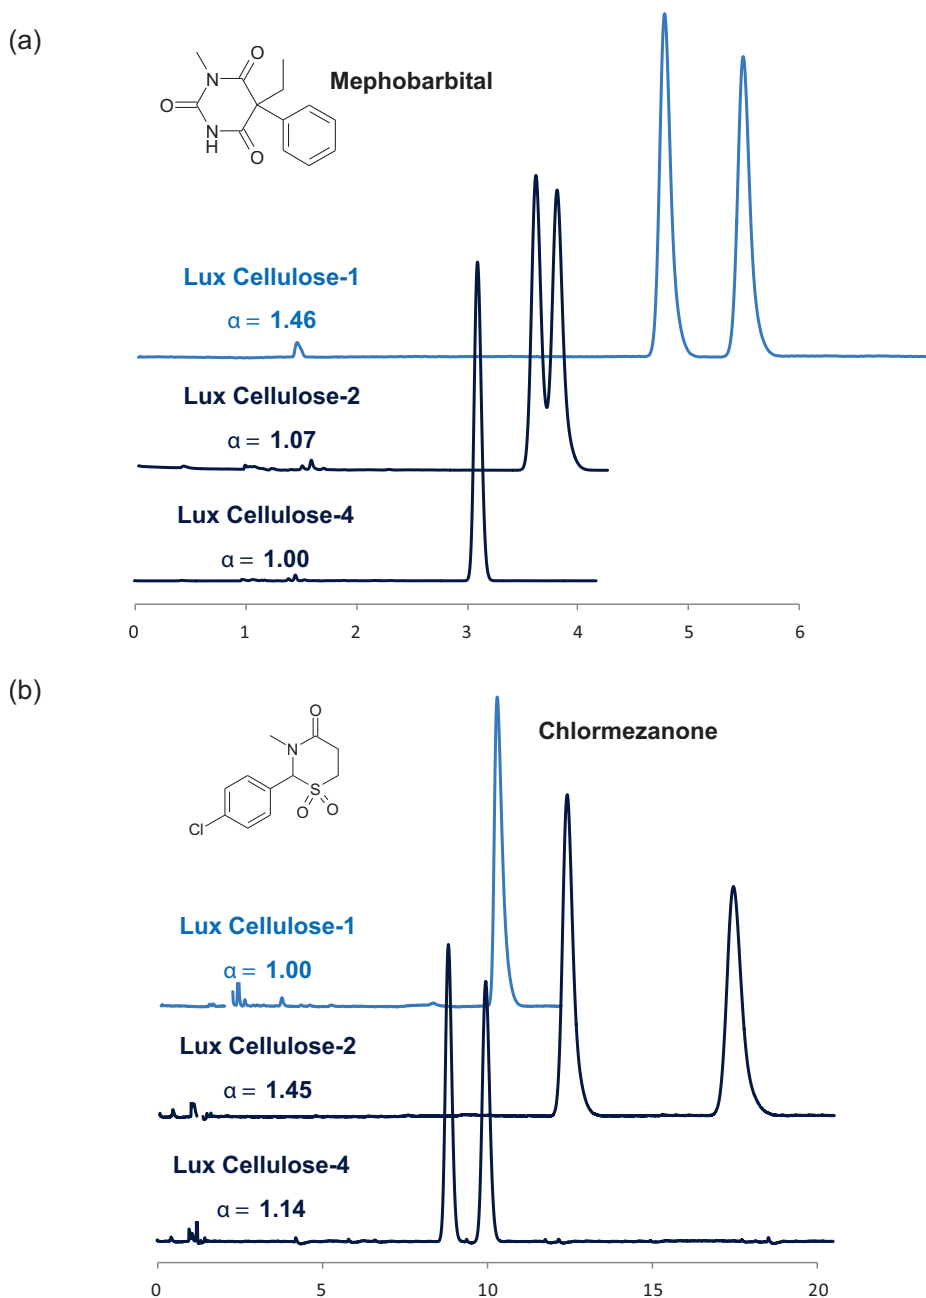 (a)
Mephobarbital
O
N
O
O
N
H
O
Lux Cellulose-1
α = 1.46
Lux Cellulose-2
α = 1.07
Lux Cellulose-4
α = 1.00
0 1 2 3 4 5 6
(b)
Chlormezanone
O
N
S
O O
Cl
Lux Cellulose-1
α = 1.00
Lux Cellulose-2
α = 1.45
Lux Cellulose-4
α = 1.14
0 5 10 15 20